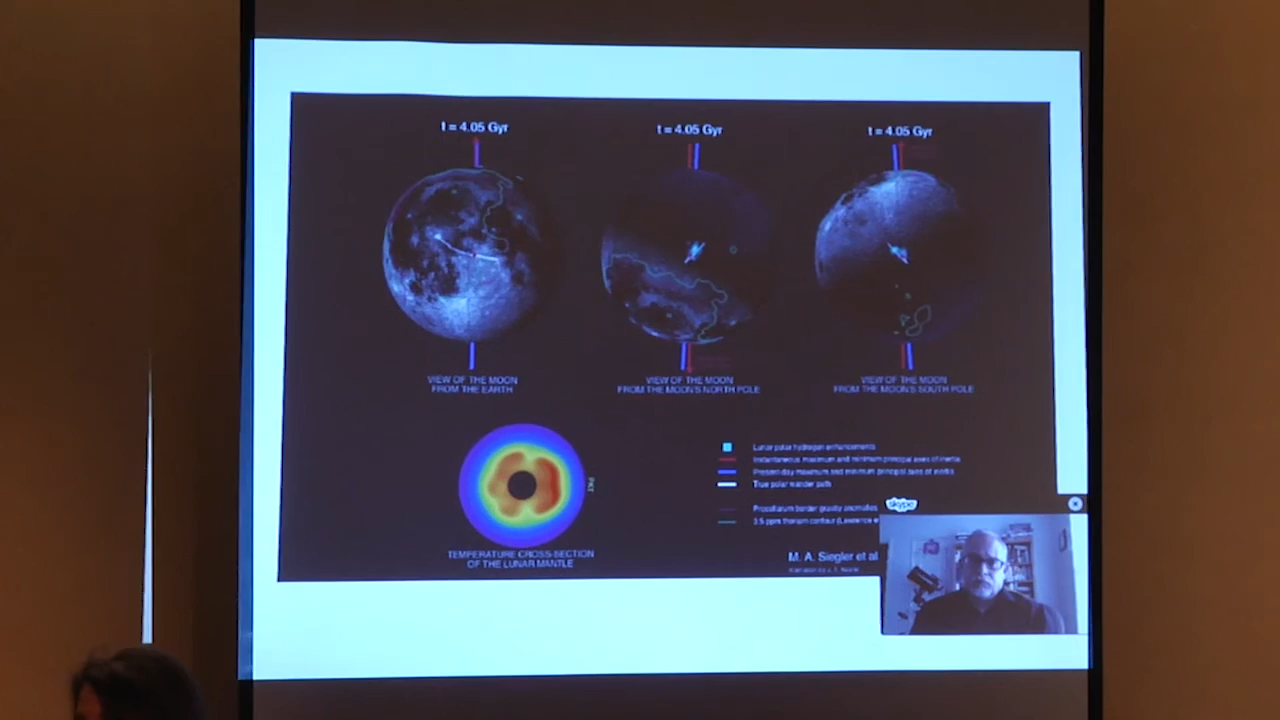 t = 4.05 Gyr
t = 4.05 Gyr
t = 4.05 Gyr
VIEW OF THE MOON
FROM THE EARTH
VIEW OF THE MOON
FROM THE MOON'S NORTH POLE
VIEW OF THE MOON
FROM THE MOON'S SOUTH POLE
PKT
TEMPERATURE CROSS-SECTION
OF THE LUNAR MANTLE
Lunar polar hydrogen enhancements
Instantaneous maximum and minimum principal axes of inertia
Present-day maximum and minimum principal axes of
True polar wander path
Procellarum border gravity anomalies
3.5 ppm thorium contour (Lawrence
skype
M. A. Siegler et al